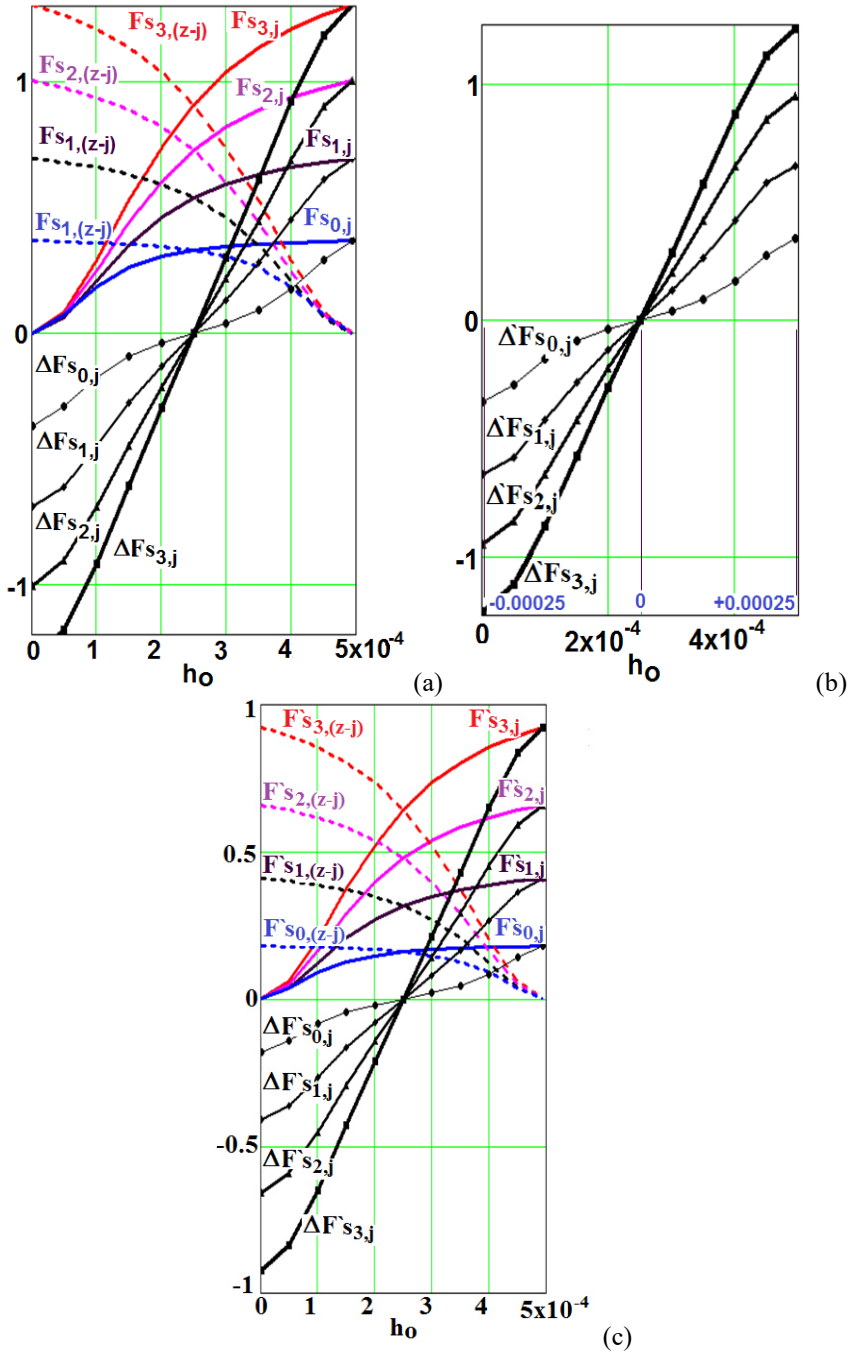 Fs3,(z-j) Fs3,j
Fs2,(z-j) Fs2,j
1
Fs1,(z-j) Fs1,j
Fs1,(z-j) Fs0,j
0
ΔFs0,j
ΔFs1,j
ΔFs2,j
ΔFs3,j
-1
0 1 2 3 4 5x10-4
ho
(a)
1
0
Δ`Fs0,j
Δ`Fs1,j
Δ`Fs2,j
-1
Δ`Fs3,j
-0.00025 0 +0.00025
0 2x10-4 4x10-4
ho
(b)
1
F`s3,(z-j) F`s3,j
F`s2,(z-j) F`s2,j
0.5
F`s1,(z-j) F`s1,j
F`s0,(z-j) F`s0,j
0
ΔF`s0,j
ΔF`s1,j
-0.5
ΔF`s2,j
ΔF`s3,j
-1
0 1 2 3 4 5x10-4
ho
(c)